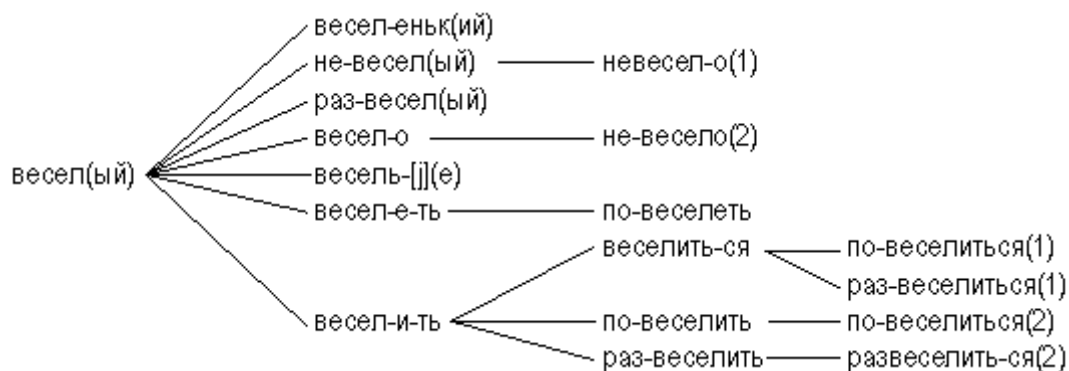 весел-еньк(ий)
не-весел(ый) невесел-о(1)
раз-весел(ый)
весел-о не-весело(2)
весел(ый) весель-[j](е)
весел-е-ть по-веселеть
веселить-ся по-веселиться(1)
раз-веселиться(1)
весел-и-ть по-веселить по-веселиться(2)
раз-веселить развеселить-ся(2)